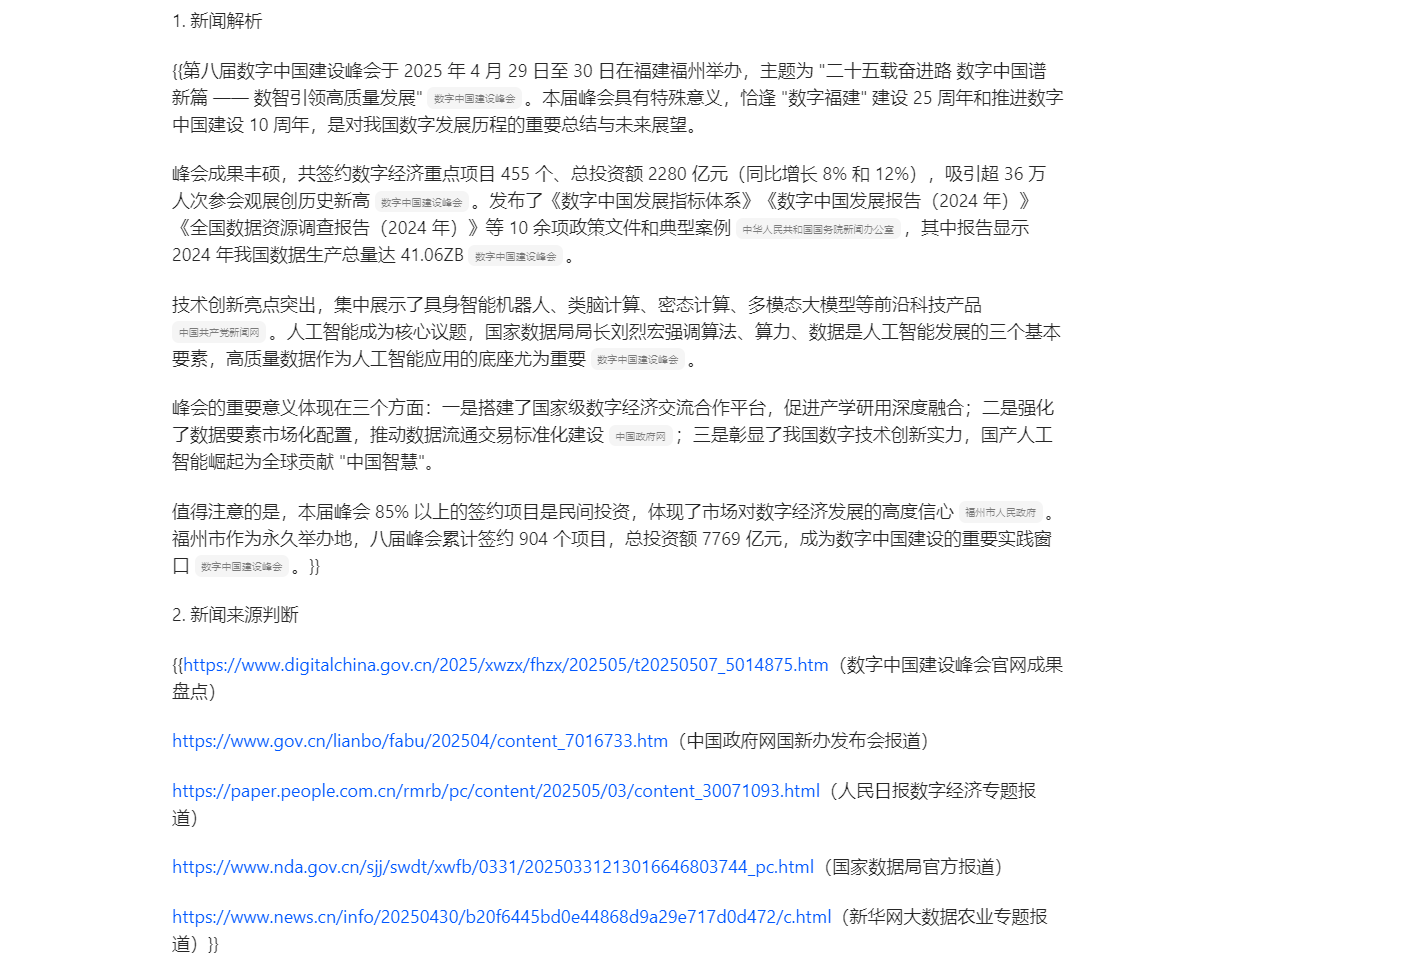 1. 新闻解析
{{第八届数字中国建设峰会于 2025 年 4 月 29 日至 30 日在福建福州举办，主题为 "二十五载奋进路 数字中国谱
新篇 —— 数智引领高质量发展" 数字中国建设峰会 。本届峰会具有特殊意义，恰逢 "数字福建" 建设 25 周年和推进数字
中国建设 10 周年，是对我国数字发展历程的重要总结与未来展望。
峰会成果丰硕，共签约数字经济重点项目 455 个、总投资额 2280 亿元（同比增长 8% 和 12%），吸引超 36 万
人次参会观展创历史新高 数字中国建设峰会 。发布了《数字中国发展指标体系》《数字中国发展报告（2024 年）》
《全国数据资源调查报告（2024 年）》等 10 余项政策文件和典型案例 中华人民共和国国务院新闻办公室 ，其中报告显示
2024 年我国数据生产总量达 41.06ZB 数字中国建设峰会 。
技术创新亮点突出，集中展示了具身智能机器人、类脑计算、密态计算、多模态大模型等前沿科技产品
中国共产党新闻网 。人工智能成为核心议题，国家数据局局长刘烈宏强调算法、算力、数据是人工智能发展的三个基本
要素，高质量数据作为人工智能应用的底座尤为重要 数字中国建设峰会 。
峰会的重要意义体现在三个方面：一是搭建了国家级数字经济交流合作平台，促进产学研用深度融合；二是强化
了数据要素市场化配置，推动数据流通交易标准化建设 中国政府网 ；三是彰显了我国数字技术创新实力，国产人工
智能崛起为全球贡献 "中国智慧"。
值得注意的是，本届峰会 85% 以上的签约项目是民间投资，体现了市场对数字经济发展的高度信心 福州市人民政府 。
福州市作为永久举办地，八届峰会累计签约 904 个项目，总投资额 7769 亿元，成为数字中国建设的重要实践窗
口 数字中国建设峰会 。}}
2. 新闻来源判断
{{https://www.digitalchina.gov.cn/2025/xwzx/fhzx/202505/t20250507_5014875.htm（数字中国建设峰会官网成果
盘点）
https://www.gov.cn/lianbo/fabu/202504/content_7016733.htm（中国政府网国新办发布会报道）
https://paper.people.com.cn/rmrb/pc/content/202505/03/content_30071093.html（人民日报数字经济专题报
道）
https://www.nda.gov.cn/sjj/swdt/xwfb/0331/20250331213016646803744_pc.html（国家数据局官方报道）
https://www.news.cn/info/20250430/b20f6445bd0e44868d9a29e717d0d472/c.html（新华网大数据农业专题报
道）}}